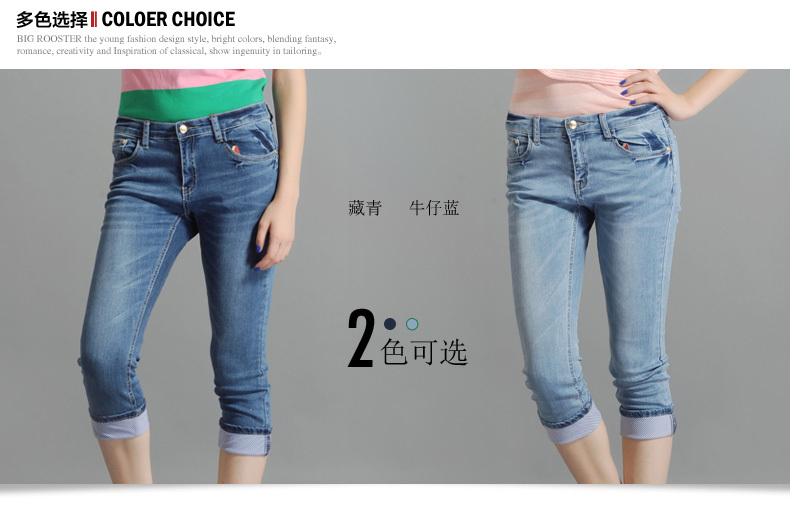 多色选择 COLOER CHOICE
BIG ROOSTER the young fashion design style, bright colors, blending fantasy,
romance, creativity and Inspiration of classical, show ingenuity in tailoring。
藏青 牛仔蓝
2色可选